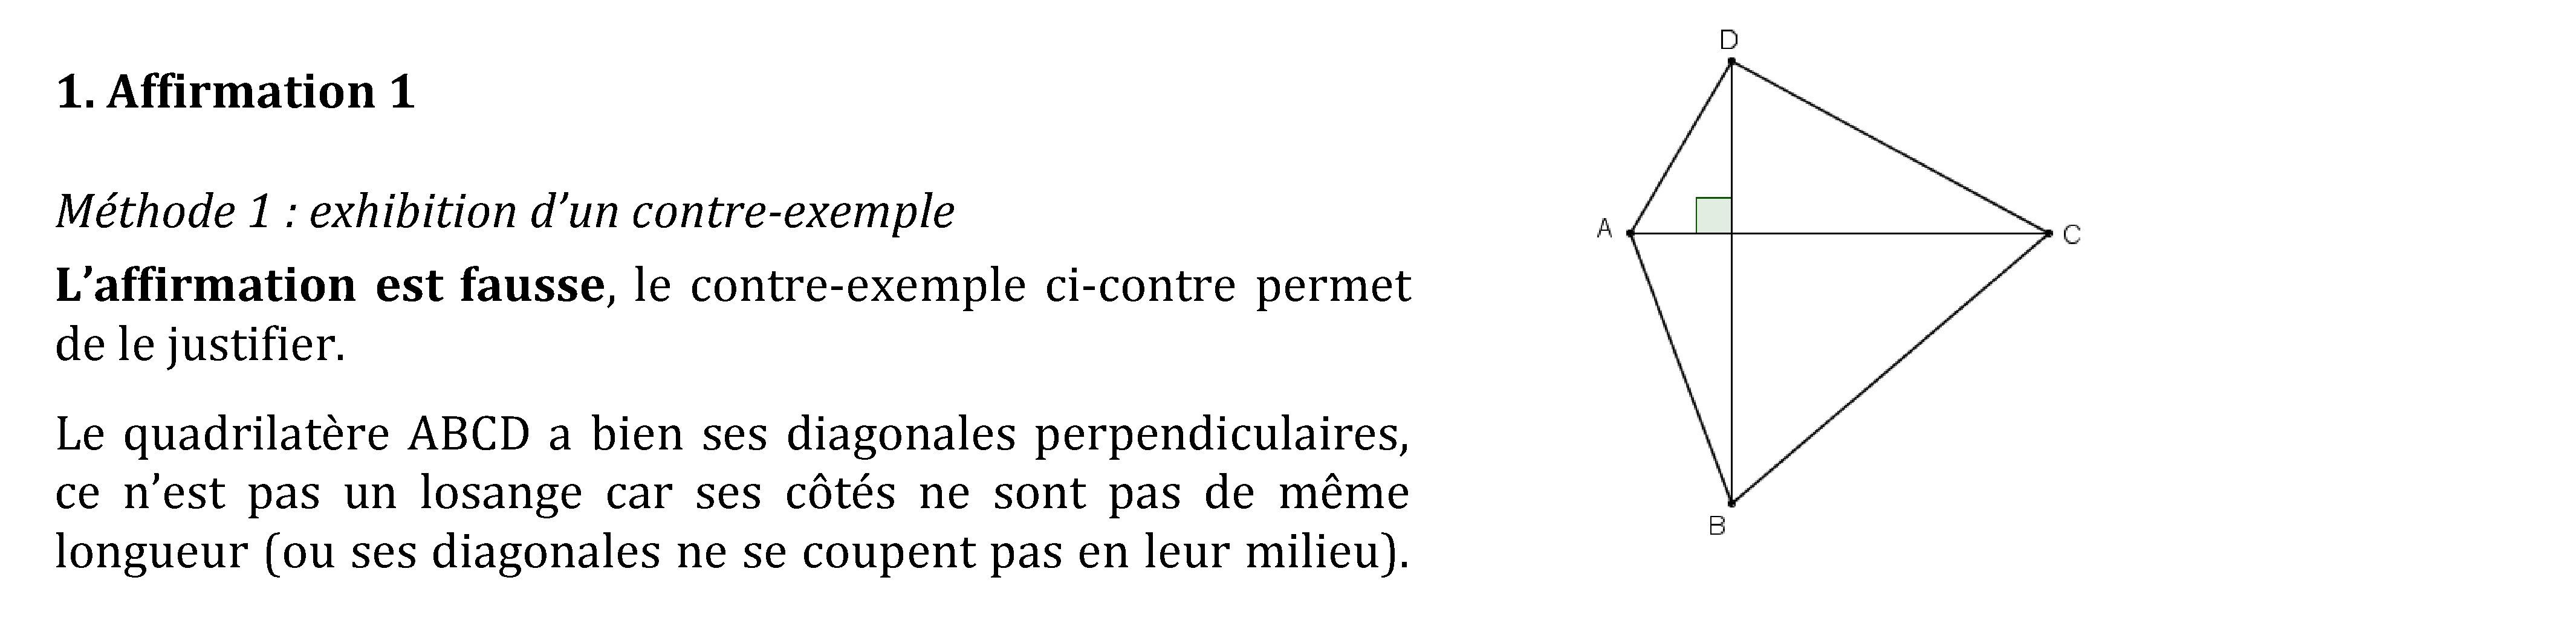 1. Affirmation 1
Méthode 1 : exhibition d’un contre-exemple
L’affirmation est fausse, le contre-exemple ci-contre permet
de le justifier.
Le quadrilatère ABCD a bien ses diagonales perpendiculaires,
ce n’est pas un losange car ses côtés ne sont pas de même
longueur (ou ses diagonales ne se coupent pas en leur milieu).
D
A
C
B